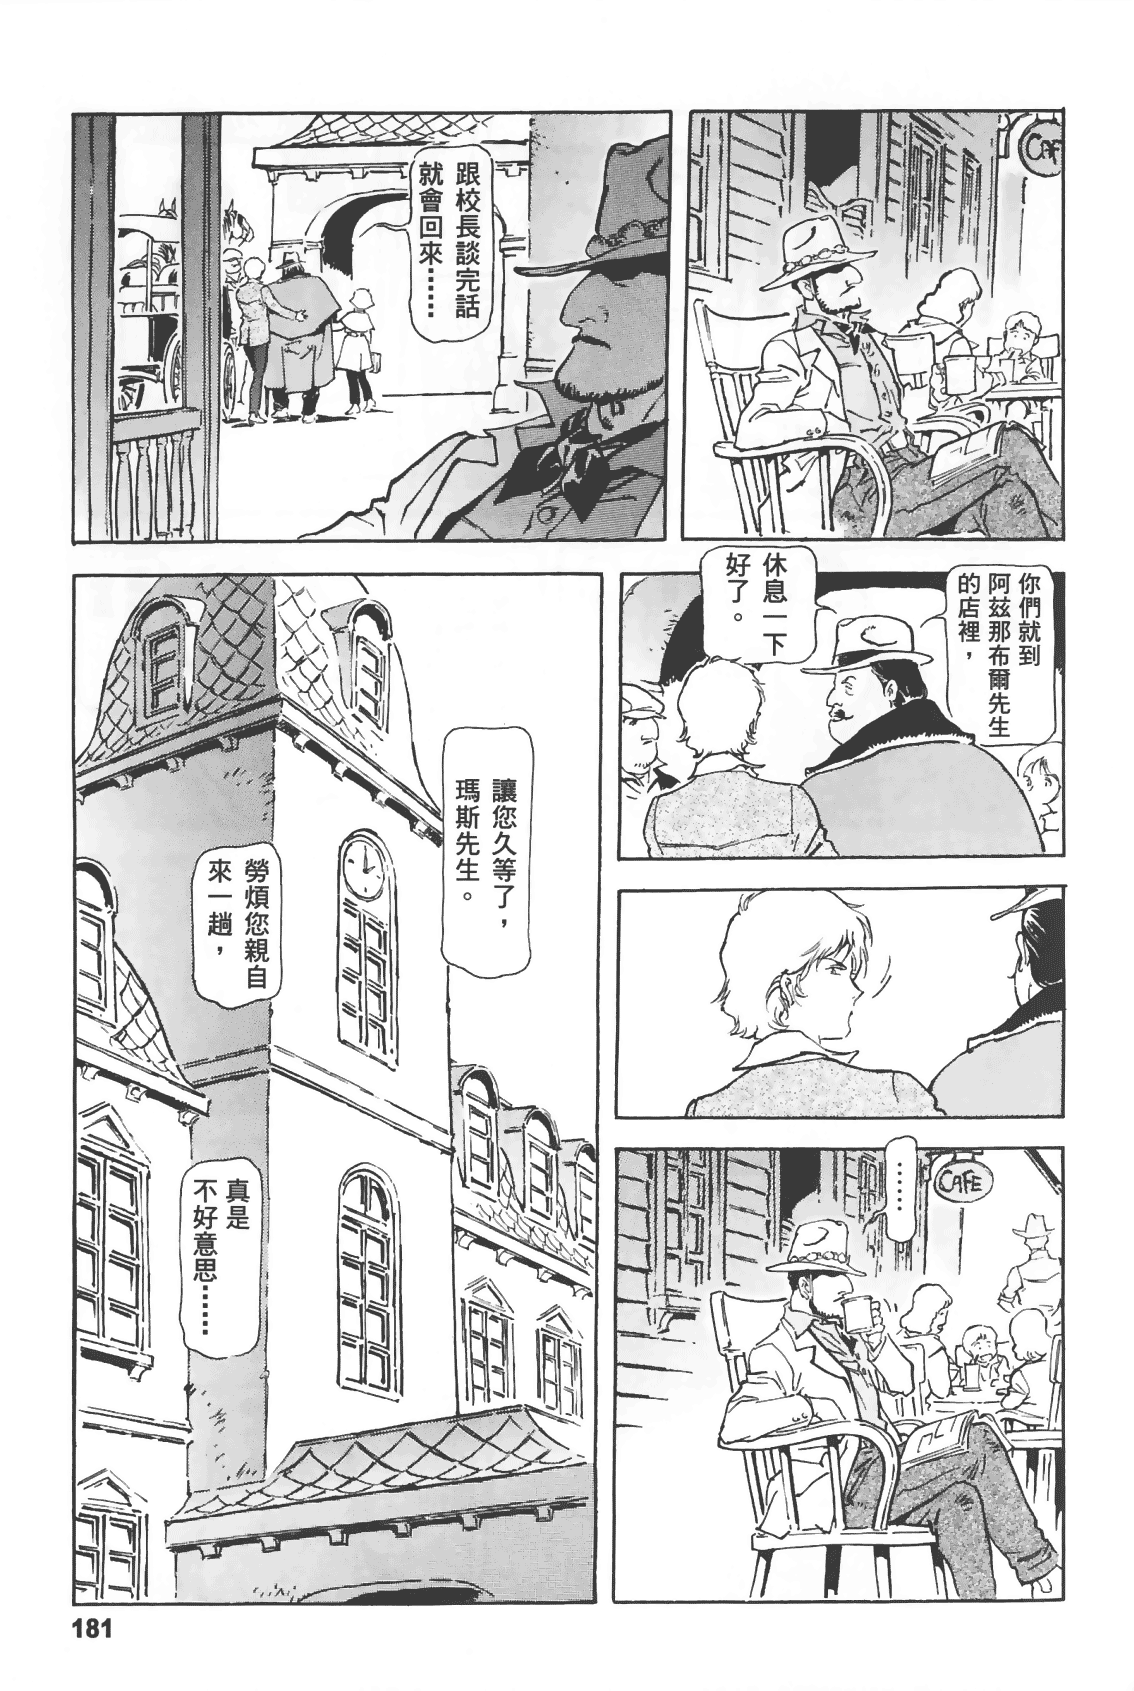 CAF
跟校長談完話
就會回來……
你們就到
阿茲那布爾先生
的店裡，
休息一下
好了。
……
CAFE
讓您久等了，
瑪斯先生。
勞煩您親自
來一趟，
真是
不好意思……
181